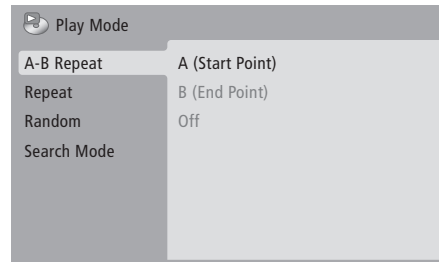 Play Mode
A-B Repeat
Repeat
Random
Search Mode
A (Start Point)
B (End Point)
Off